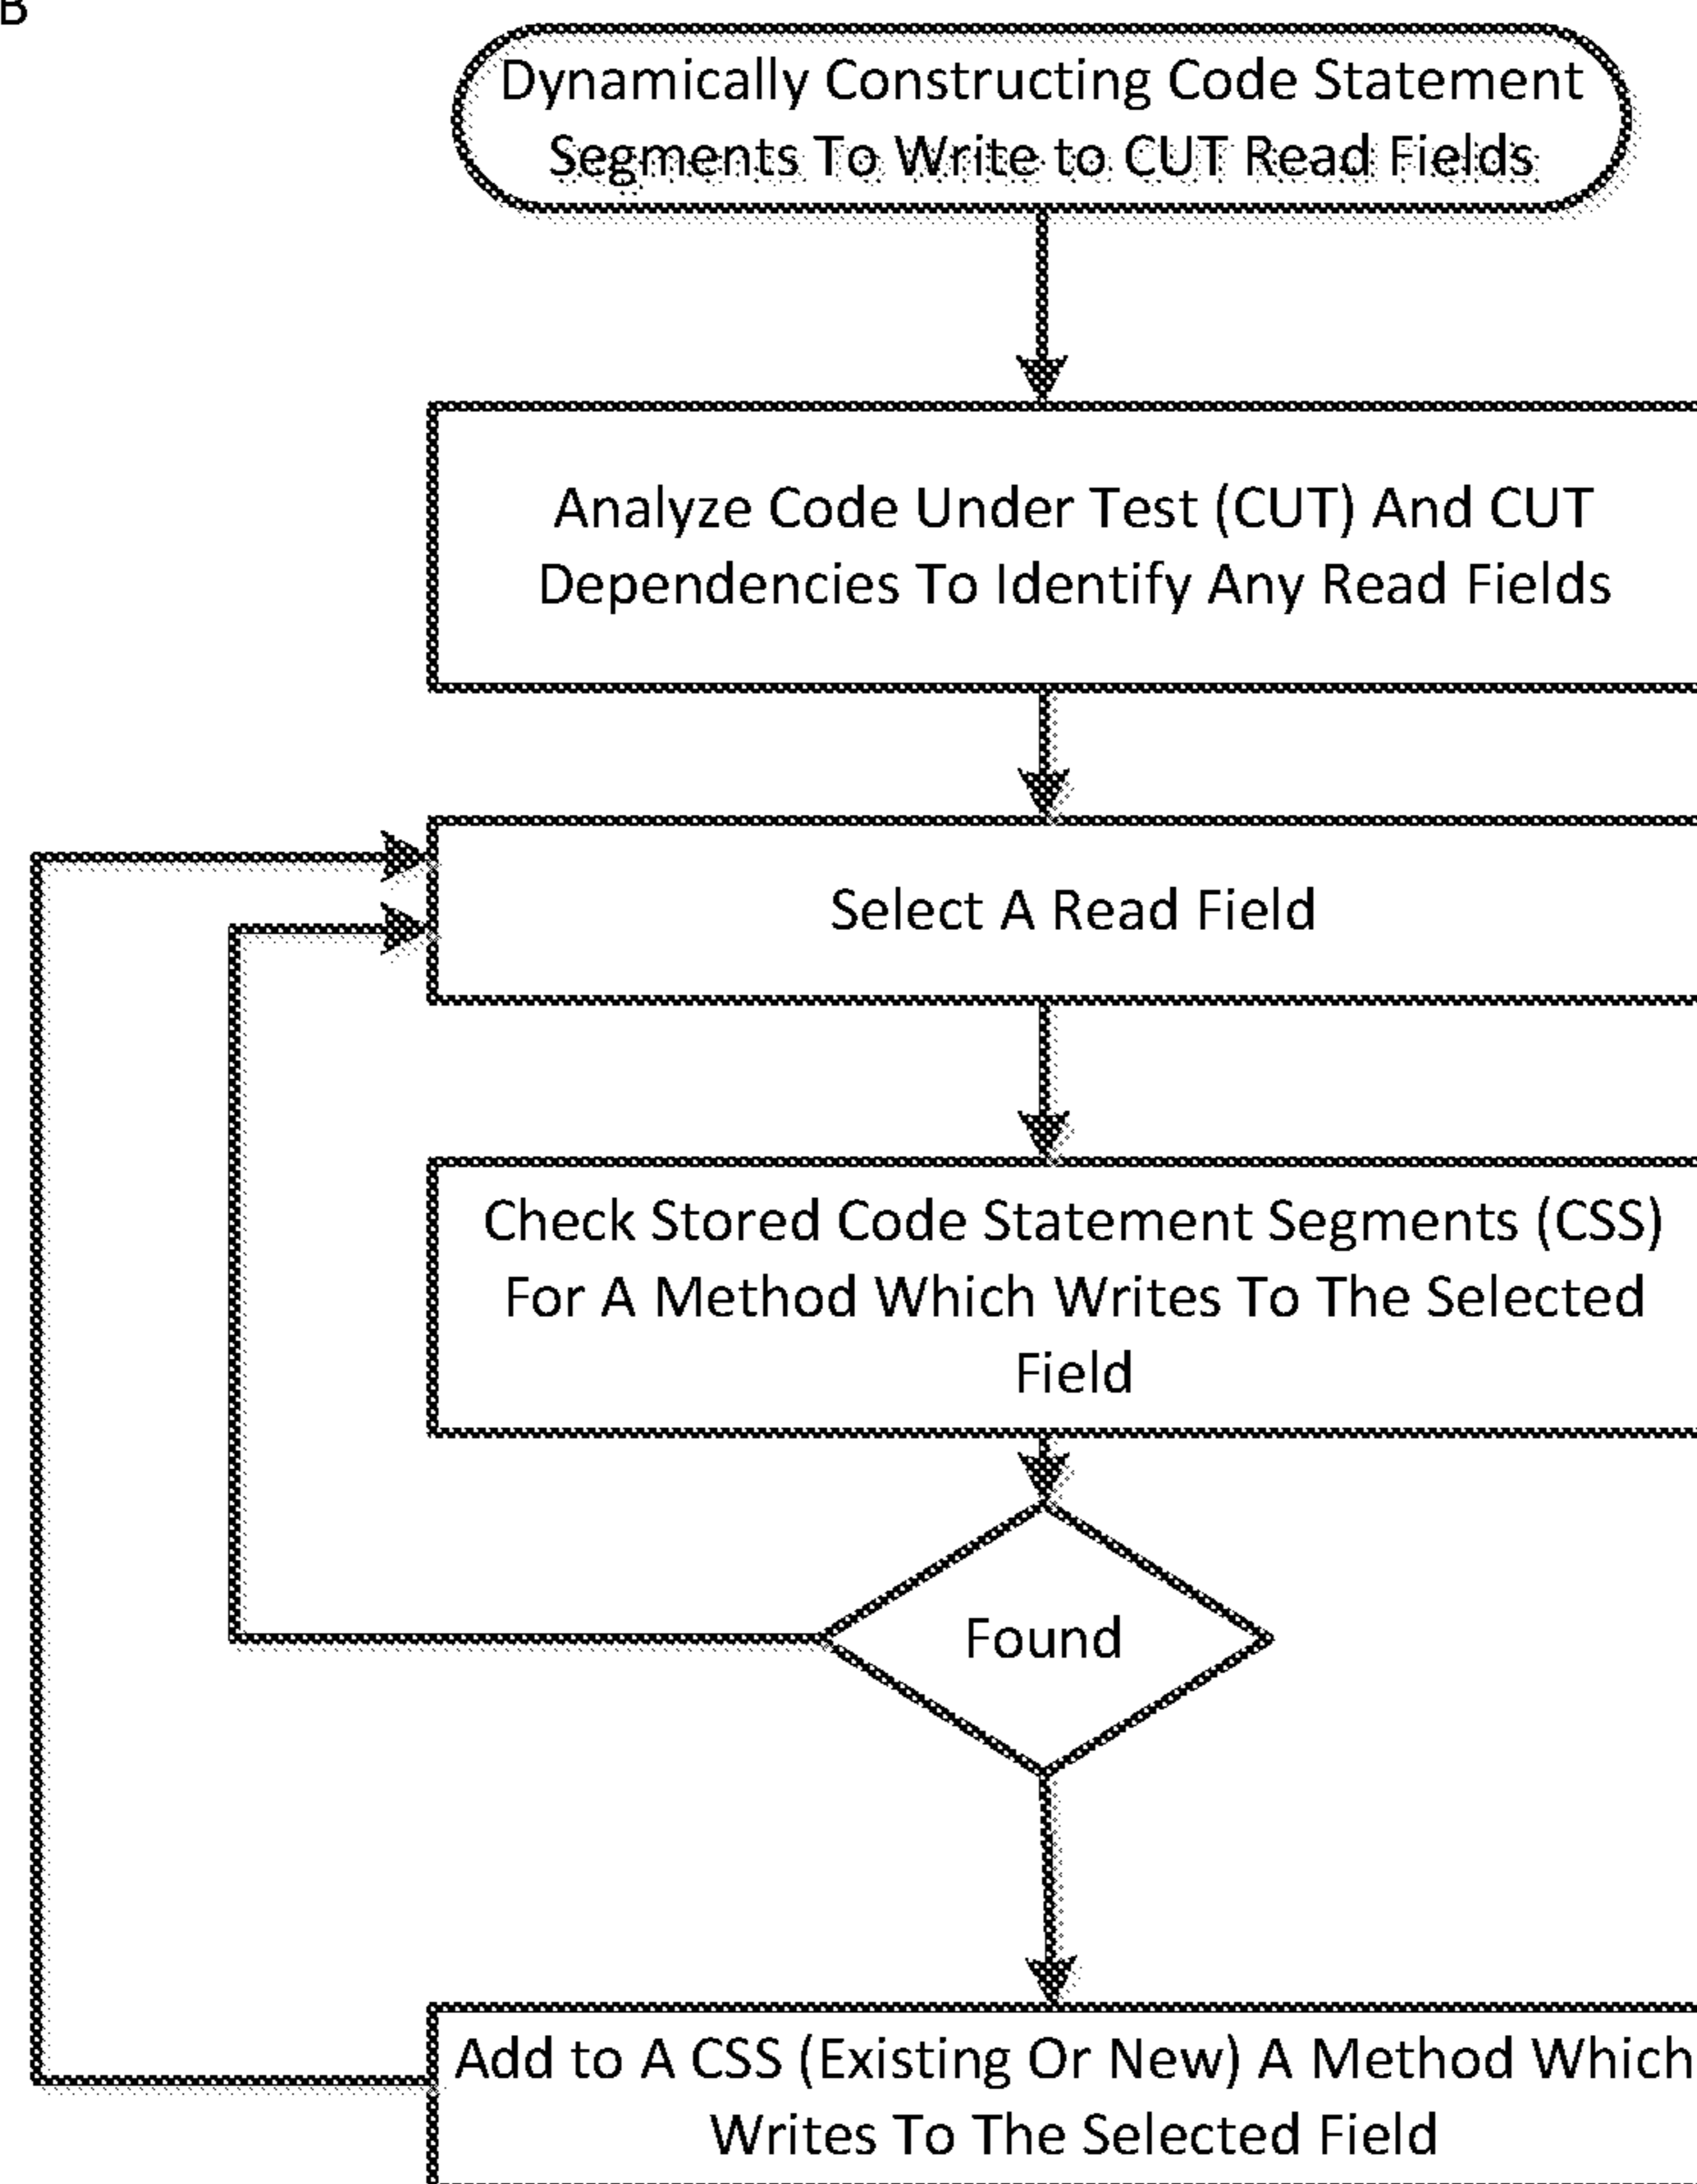 B
Dynamically Constructing Code Statement
Segments To Write to CUT Read Fields
Analyze Code Under Test (CUT) And CUT
Dependencies To Identify Any Read Fields
Select A Read Field
Check Stored Code Statement Segments (CSS)
For A Method Which Writes To The Selected
Field
Found
Add to A CSS (Existing Or New) A Method Which
Writes To The Selected Field